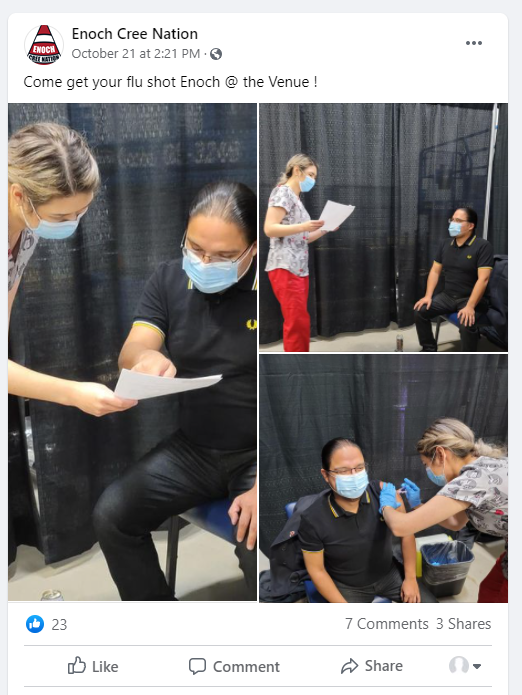 Enoch Cree Nation
ENOCH
CREE NATION
October 21 at 2:21 PM ·
Come get your flu shot Enoch @ the Venue !
23
7 Comments 3 Shares
Like
Comment
Share